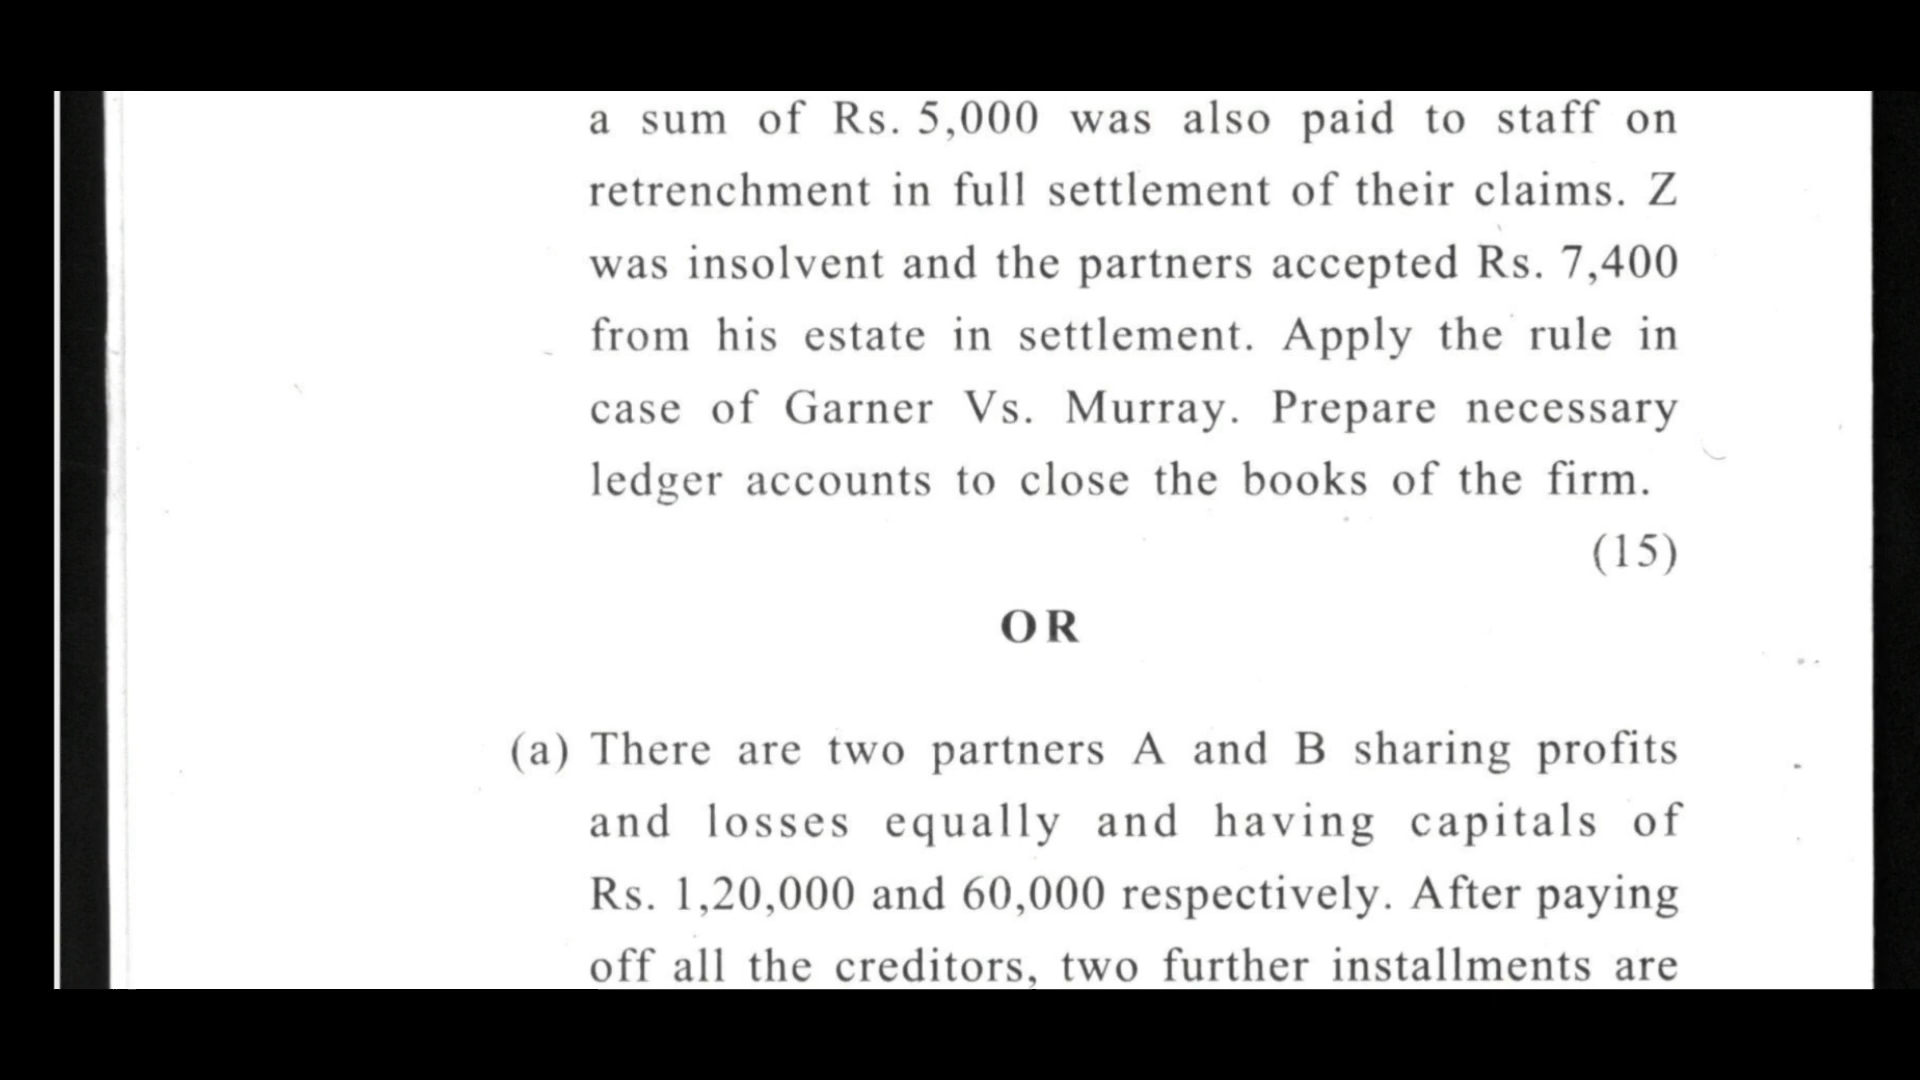 a sum of Rs. 5,000 was also paid to staff on
retrenchment in full settlement of their claims. Z
was insolvent and the partners accepted Rs. 7,400
from his estate in settlement. Apply the rule in
case of Garner Vs. Murray. Prepare necessary
ledger accounts to close the books of the firm.
(15)
OR
(a) There are two partners A and B sharing profits
and losses equally and having capitals of
Rs. 1,20,000 and 60,000 respectively. After paying
off all the creditors, two further installments are